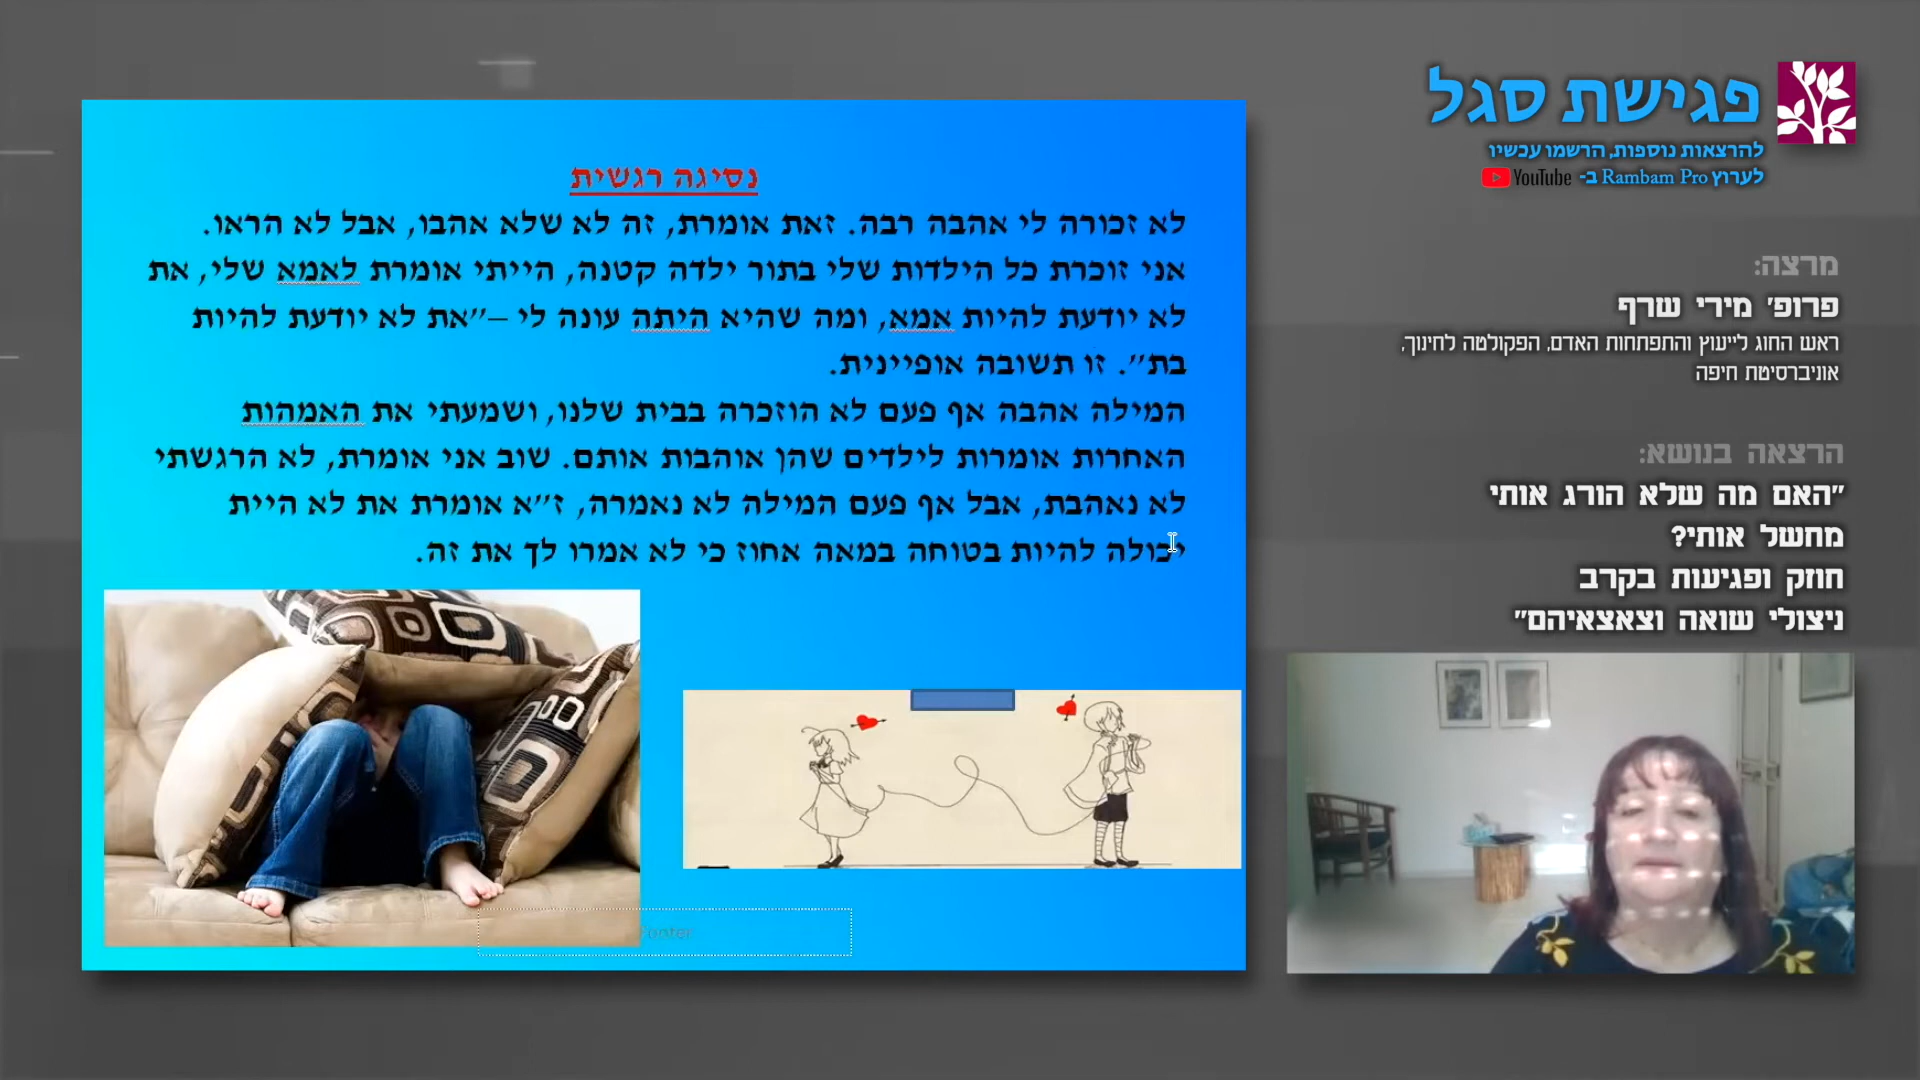 פגישת סגל
להרצאות נוספות, הרשמו עכשיו
לערוץ Rambam Pro ב- YouTube
נסיגה רגשית
לא זכורה לי אהבה רבה. זאת אומרת, זה לא שלא אהבו, אבל לא הראו.
אני זוכרת כל הילדות שלי בתור ילדה קטנה, הייתי אומרת לאמא שלי, את
לא יודעת להיות אמא, ומה שהיא היתה עונה לי –"את לא יודעת להיות
בת". זו תשובה אופיינית.
המילה אהבה אף פעם לא הוזכרה בבית שלנו, ושמעתי את האמהות
האחרות אומרות לילדים שהן אוהבות אותם. שוב אני אומרת, לא הרגשתי
לא נאהבת, אבל אף פעם המילה לא נאמרה, ז"א אומרת את לא היית
יכולה להיות בטוחה במאה אחוז כי לא אמרו לך את זה.
Footer
מרצה:
פרופ' מירי שרף
ראש החוג לייעוץ והתפתחות האדם, הפקולטה לחינוך,
אוניברסיטת חיפה
הרצאה בנושא:
"האם מה שלא הורג אותי
מחשל אותי?
חוזק ופגיעות בקרב
ניצולי שואה וצאצאיהם"